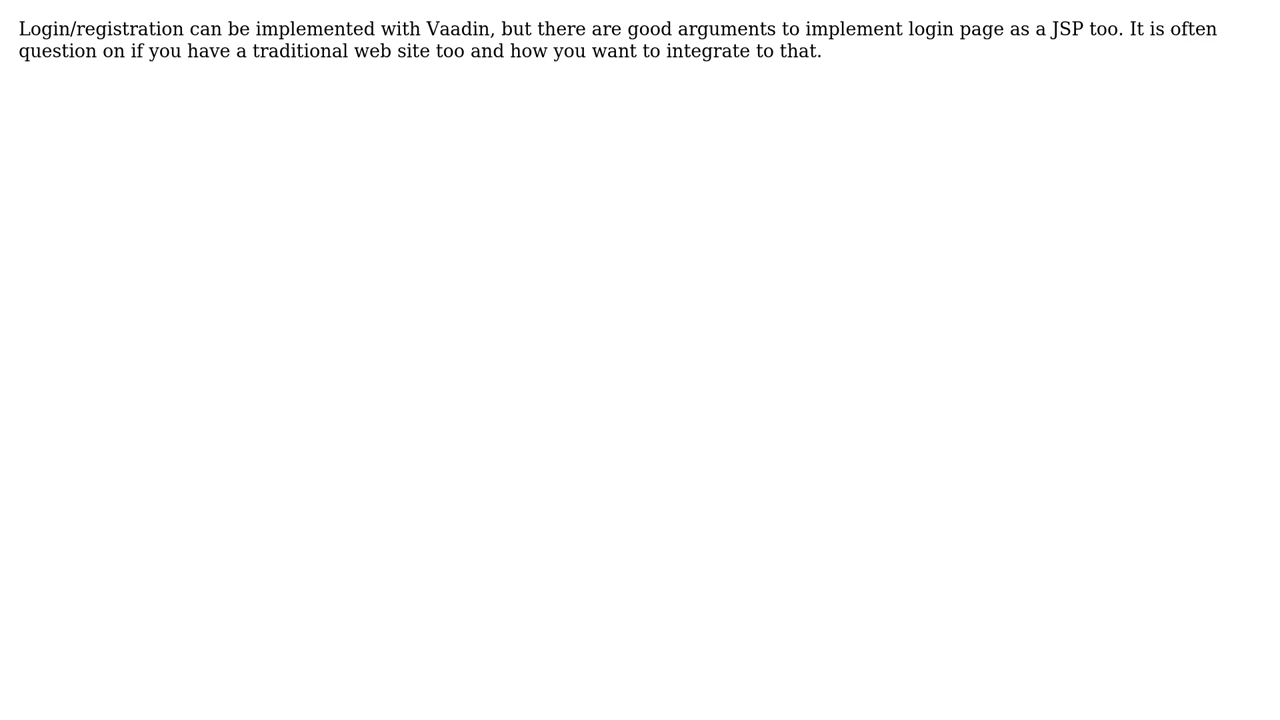 Login/registration can be implemented with Vaadin, but there are good arguments to implement login page as a JSP too. It is often
question on if you have a traditional web site too and how you want to integrate to that.